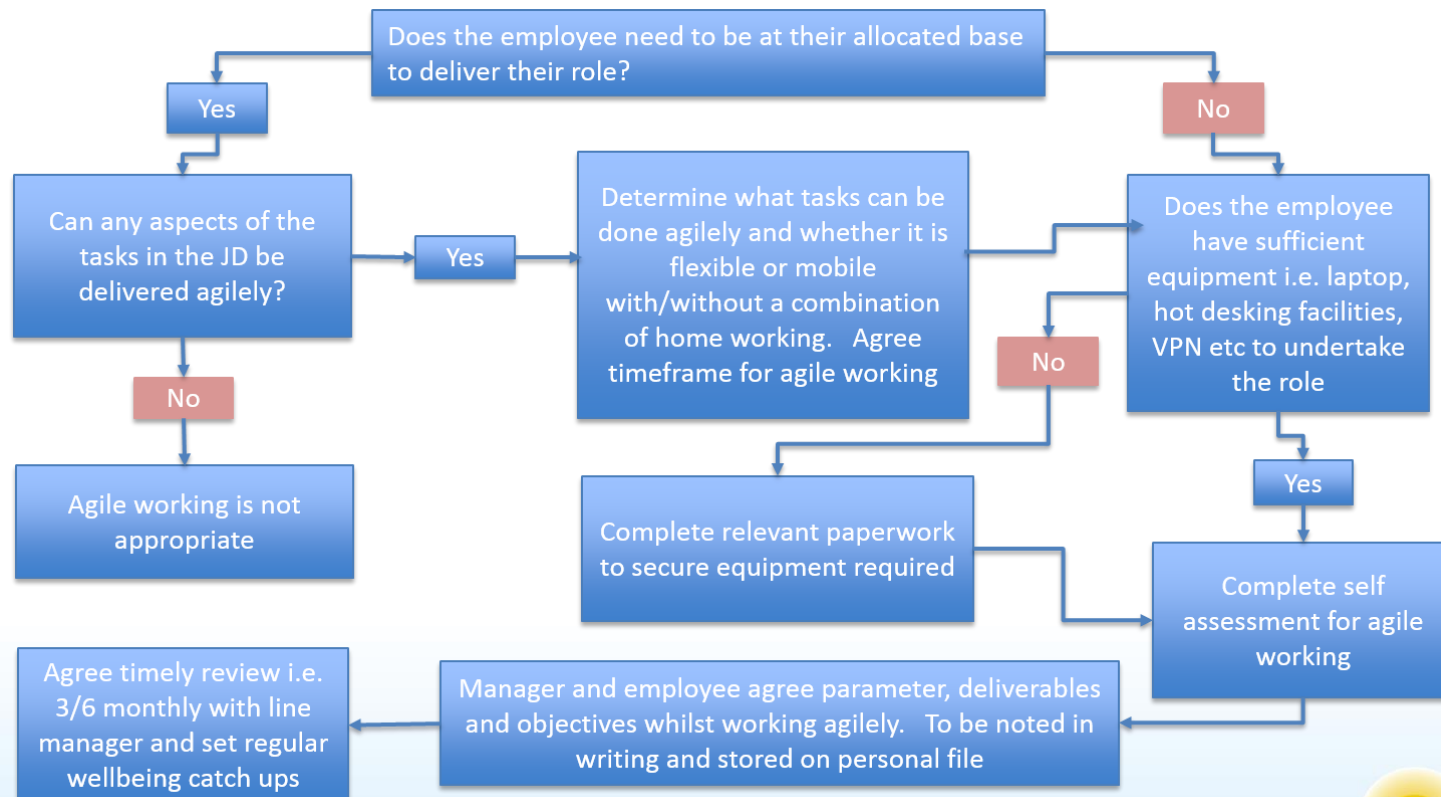 Does the employee need to be at their allocated base
to deliver their role?
Yes
No
Can any aspects of the
tasks in the JD be
delivered agilely?
Yes
Determine what tasks can be
done agilely and whether it is
flexible or mobile
with/without a combination
of home working. Agree
timeframe for agile working
Does the employee
have sufficient
equipment i.e. laptop,
hot desking facilities,
VPN etc to undertake
the role
No
No
Yes
Agile working is not
appropriate
Complete relevant paperwork
to secure equipment required
Complete self
assessment for agile
working
Manager and employee agree parameter, deliverables
and objectives whilst working agilely. To be noted in
writing and stored on personal file
Agree timely review i.e.
3/6 monthly with line
manager and set regular
wellbeing catch ups